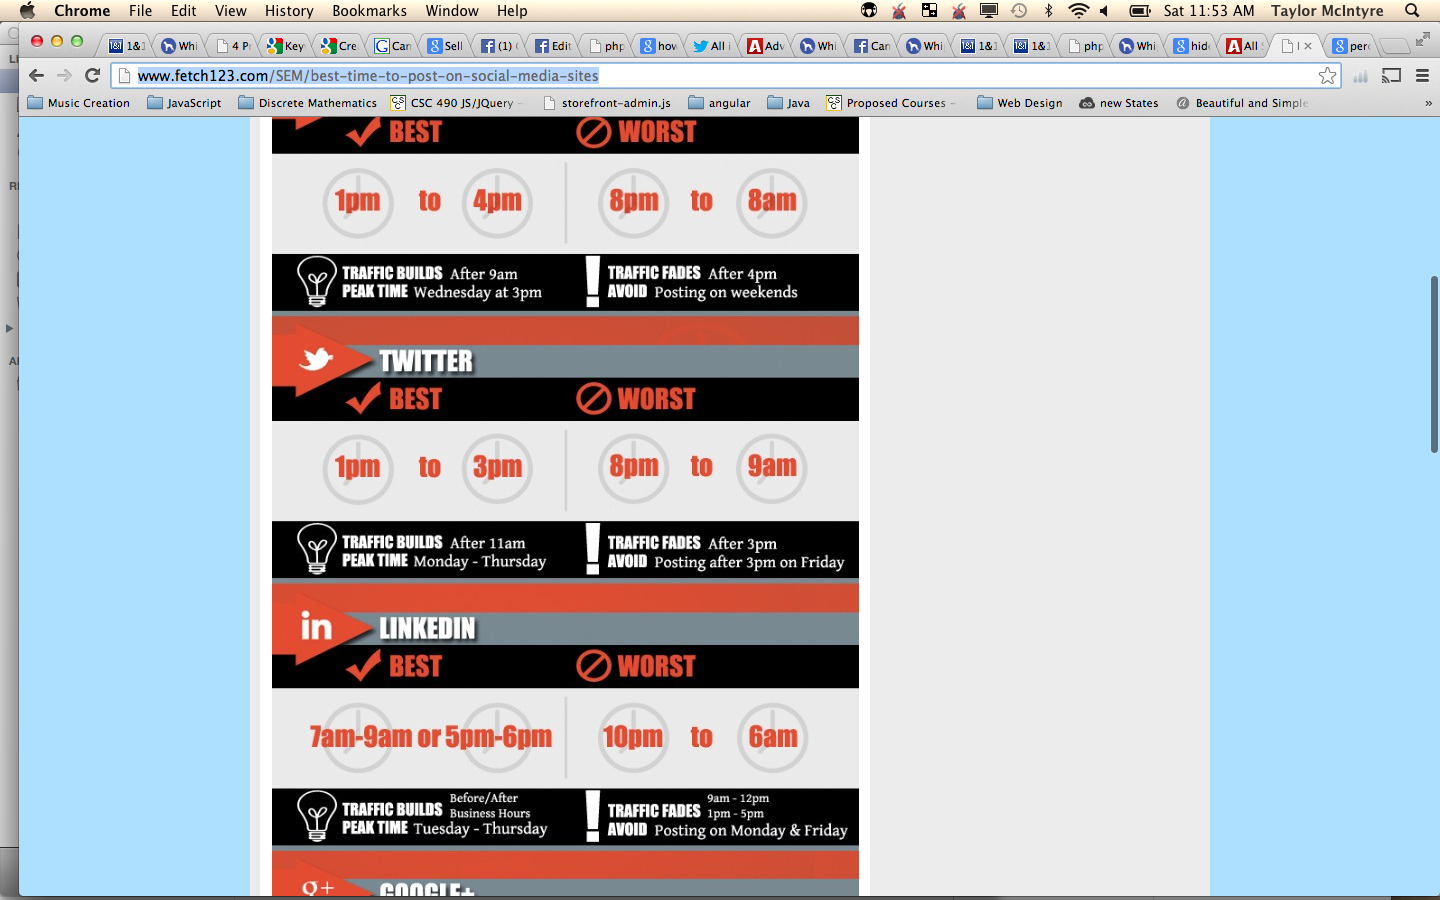 Chrome File Edit View History Bookmarks Window Help Sat 11:53 AM Taylor McIntyre
1&1 Whi 4 P Key Cre Can Sell (1) Edit php hov All i Adv Whi Can Whi 1&1 1&1 php Whi hid All per
www.fetch123.com/SEM/best-time-to-post-on-social-media-sites
Music Creation JavaScript Discrete Mathematics CSC 490 JS/JQuery - storefront-admin.js angular Java Proposed Courses - Web Design new States Beautiful and Simple »
BEST WORST
1pm to 4pm 8pm to 8am
TRAFFIC BUILDS After 9am TRAFFIC FADES After 4pm
PEAK TIME Wednesday at 3pm AVOID Posting on weekends
TWITTER
BEST WORST
1pm to 3pm 8pm to 9am
TRAFFIC BUILDS After 11am TRAFFIC FADES After 3pm
PEAK TIME Monday - Thursday AVOID Posting after 3pm on Friday
in LINKEDIN
BEST WORST
7am-9am or 5pm-6pm 10pm to 6am
TRAFFIC BUILDS Before/After Business Hours TRAFFIC FADES 9am - 12pm 1pm - 5pm
PEAK TIME Tuesday - Thursday AVOID Posting on Monday & Friday
g+ GOOGLE+